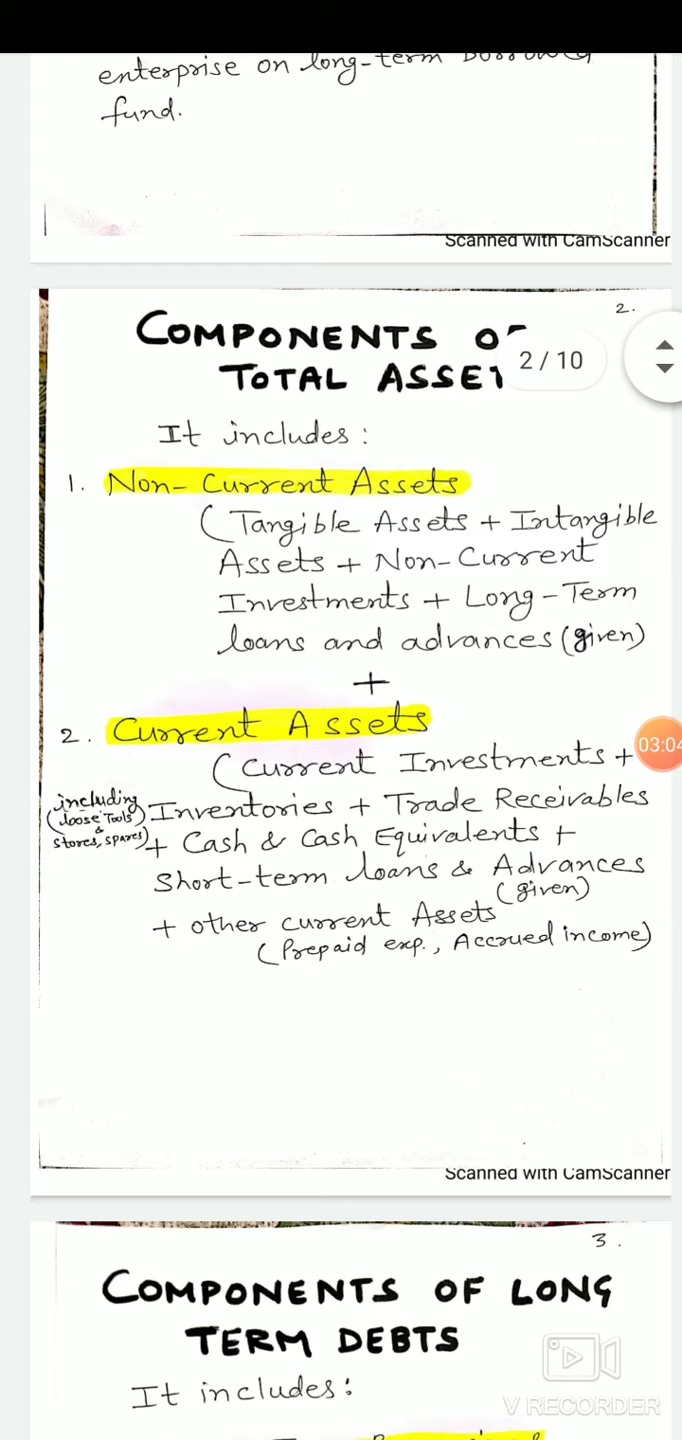 enterprise on long-term
fund.
Scanned with CamScanner
2.
COMPONENTS OF
2 / 10
TOTAL ASSET
It includes :
1. Non-Current Assets
(Tangible Assets + Intangible
Assets + Non-Current
Investments + Long-Term
loans and advances (given)
+
2. Current Assets
03:04
(Current Investments +
including
(loose Tools
&
stores, spares)
Inventories + Trade Receivables
+ Cash & Cash Equivalents +
Short-term loans & Advances
(given)
+ other current Assets
(Prepaid exp., Accrued income)
Scanned with CamScanner
3.
COMPONENTS OF LONG
TERM DEBTS
It includes :
V RECORDER